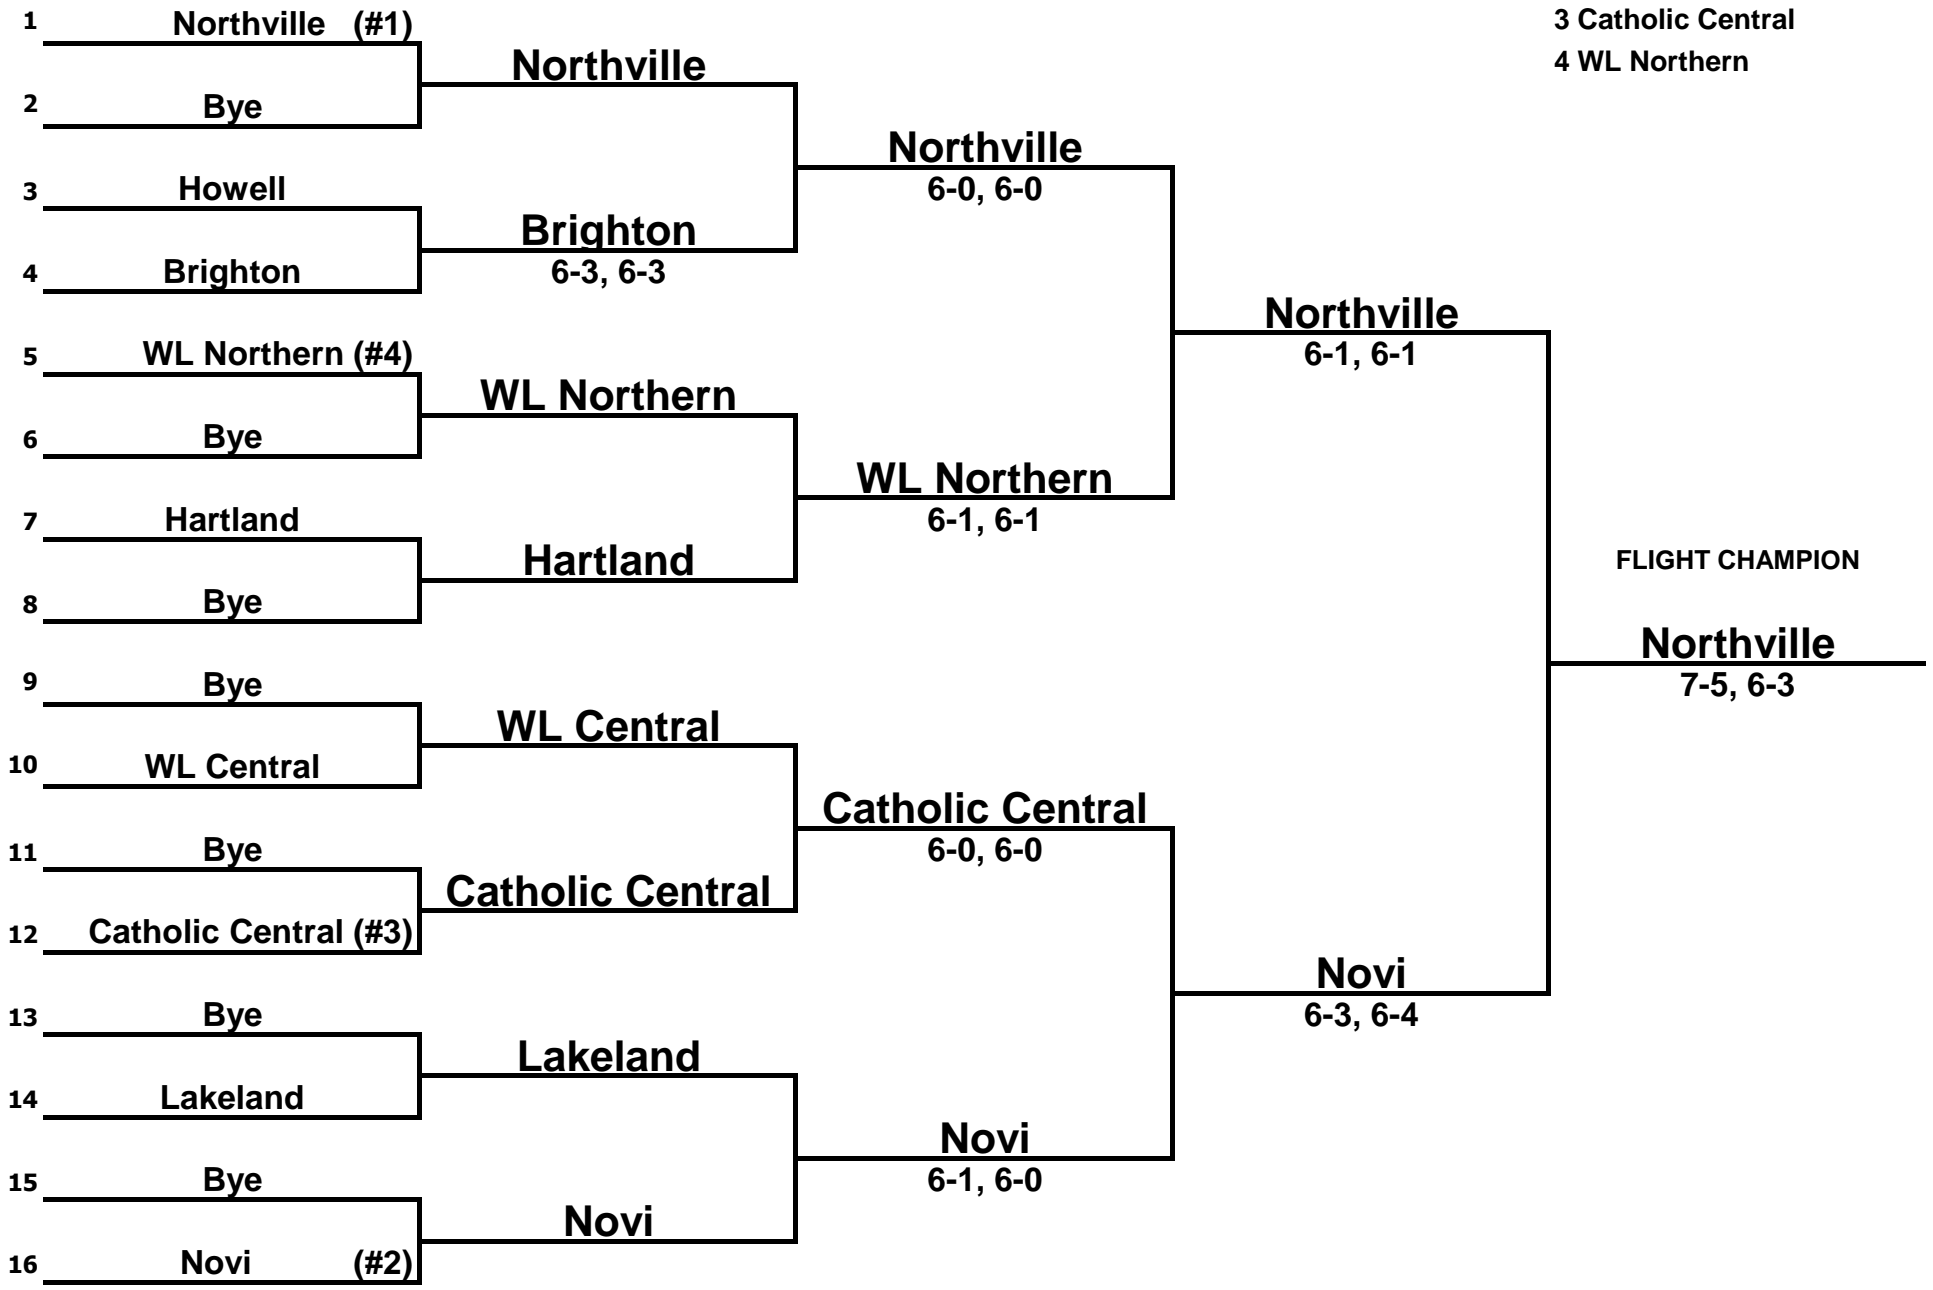 3 Catholic Central
4 WL Northern
1 Northville (#1)
2 Bye
3 Howell
4 Brighton
5 WL Northern (#4)
6 Bye
7 Hartland
8 Bye
9 Bye
10 WL Central
11 Bye
12 Catholic Central (#3)
13 Bye
14 Lakeland
15 Bye
16 Novi (#2)
Northville
Brighton
6-3, 6-3
WL Northern
Hartland
WL Central
Catholic Central
Lakeland
Novi
Northville
6-0, 6-0
WL Northern
6-1, 6-1
Catholic Central
6-0, 6-0
Novi
6-1, 6-0
Northville
6-1, 6-1
Novi
6-3, 6-4
FLIGHT CHAMPION
Northville
7-5, 6-3